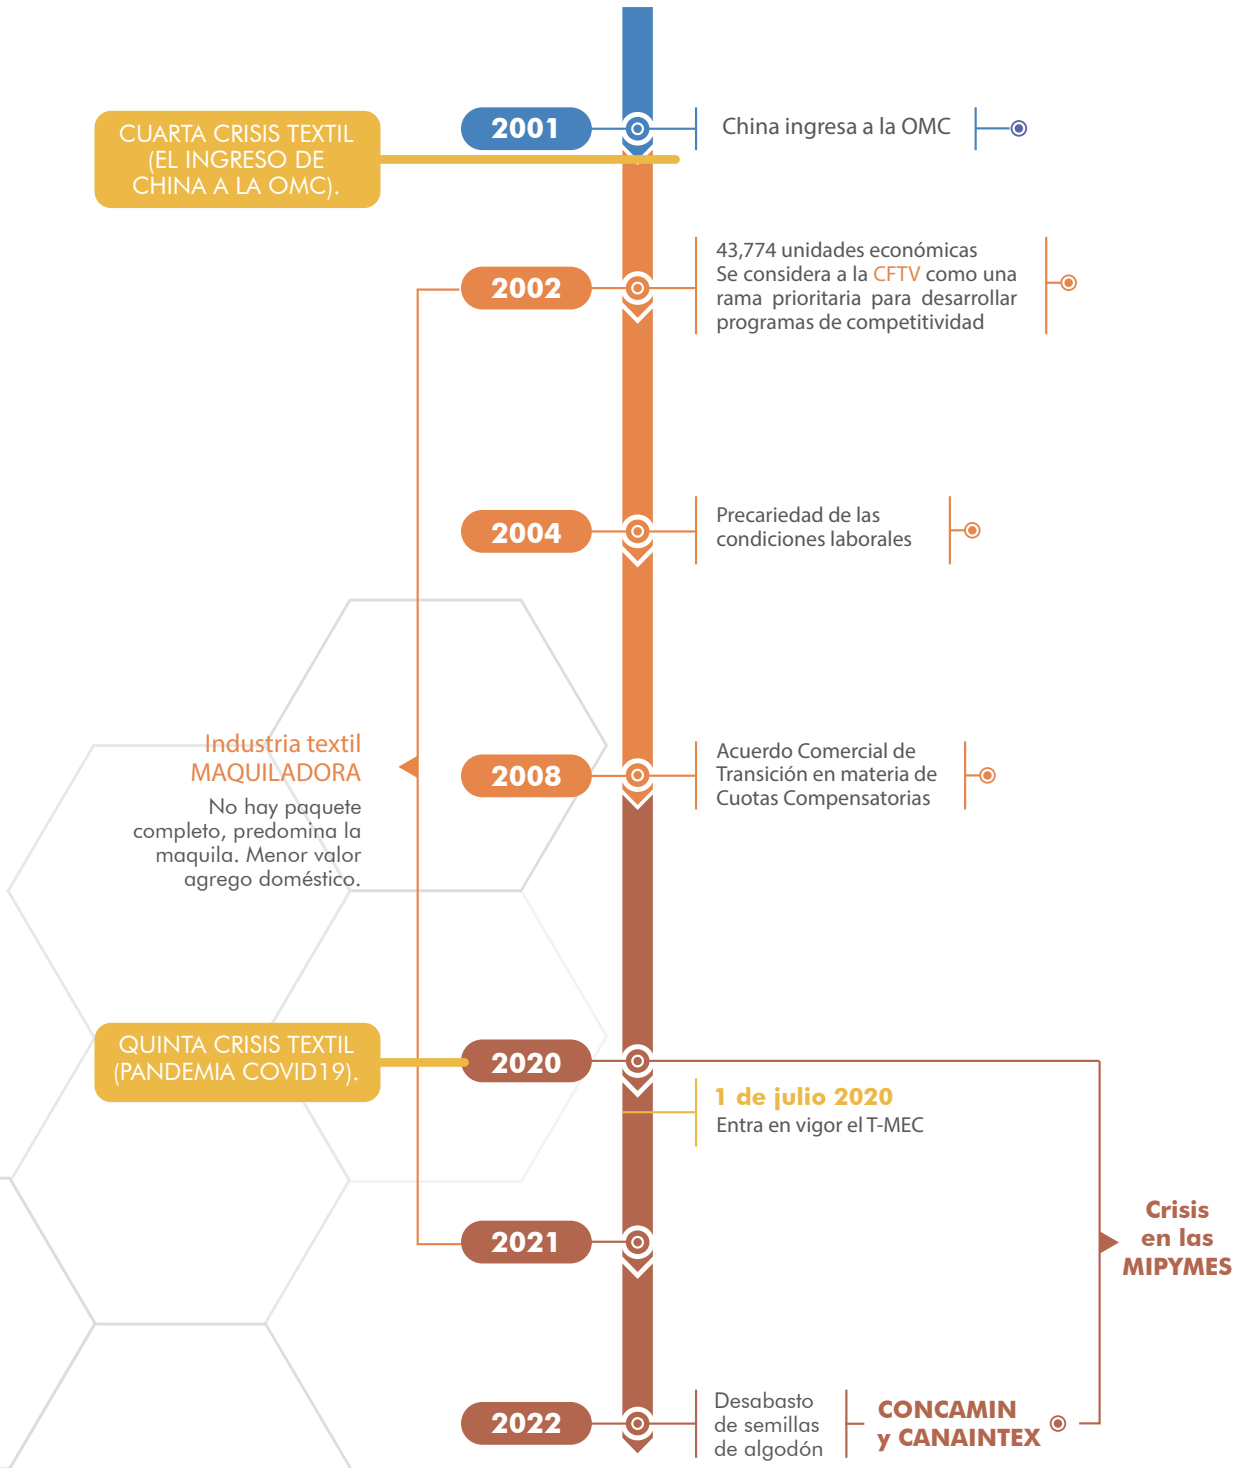 CUARTA CRISIS TEXTIL
(EL INGRESO DE
CHINA A LA OMC).
2001
China ingresa a la OMC
2002
43,774 unidades económicas
Se considera a la CFTV como una
rama prioritaria para desarrollar
programas de competitividad
2004
Precariedad de las
condiciones laborales
Industria textil
MAQUILADORA
No hay paquete
completo, predomina la
maquila. Menor valor
agrego doméstico.
2008
Acuerdo Comercial de
Transición en materia de
Cuotas Compensatorias
QUINTA CRISIS TEXTIL
(PANDEMIA COVID19).
2020
1 de julio 2020
Entra en vigor el T-MEC
2021
Crisis
en las
MIPYMES
2022
Desabasto
de semillas
de algodón
CONCAMIN
y CANAINTEX